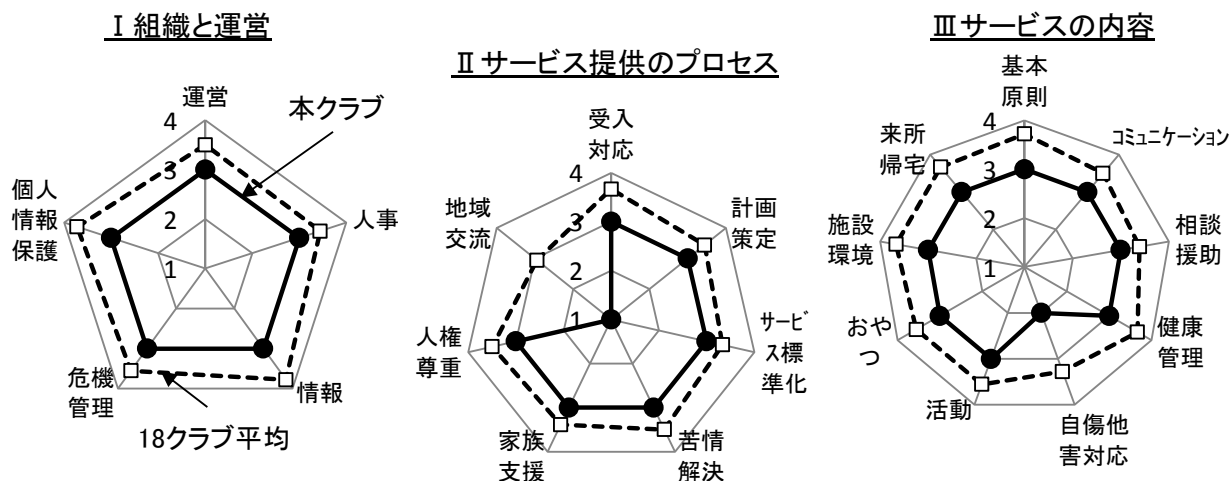 Ⅰ 組織と運営
運営
本クラブ
4
3
2
1
人事
情報
危機
管理
個人
情報
保護
18クラブ平均
Ⅱ サービス提供のプロセス
受入
対応
4
3
2
1
計画
策定
ｻｰﾋﾞ
ｽ標
準化
苦情
解決
家族
支援
人権
尊重
地域
交流
Ⅲサービスの内容
基本
原則
4
3
2
1
ｺﾐｭﾆｹｰｼｮﾝ
相談
援助
健康
管理
自傷他
害対応
活動
おや
つ
施設
環境
来所
帰宅